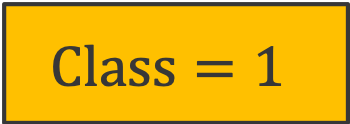 Class = 1